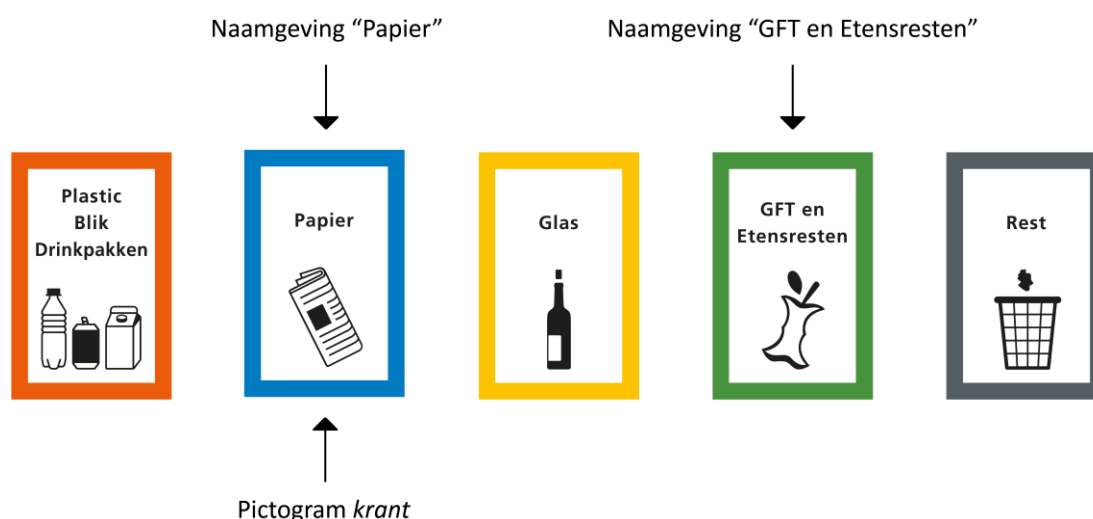 Naamgeving “Papier”
Naamgeving “GFT en Etensresten”
Plastic
Blik
Drinkpakken
Papier
Glas
GFT en
Etensresten
Rest
Pictogram krant